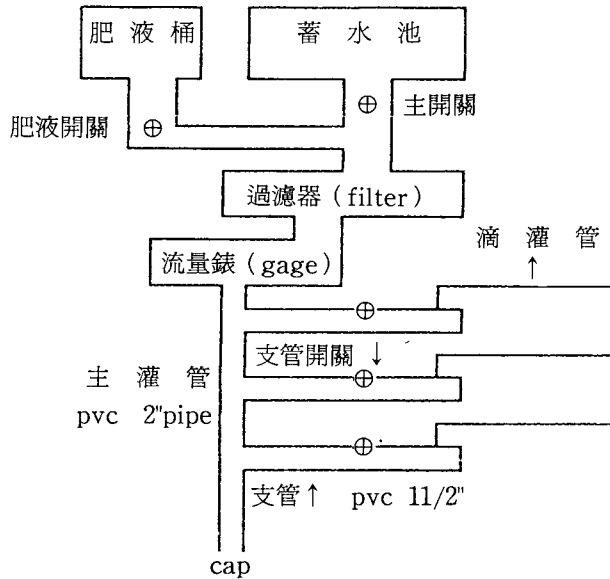 肥液桶
蓄水池
肥液開關
主開關
過濾器（filter）
流量錶（gage）
滴灌管
↑
支管開關 ↓
主灌管
pvc 2"pipe
支管↑ pvc 11/2"
cap